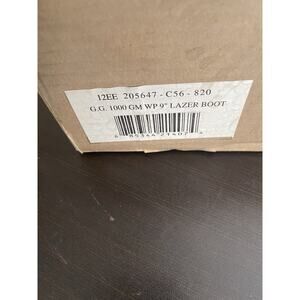 12EE 205647 - C56 - 820
G.G. 1000 GM WP 9" LAZER BOOT